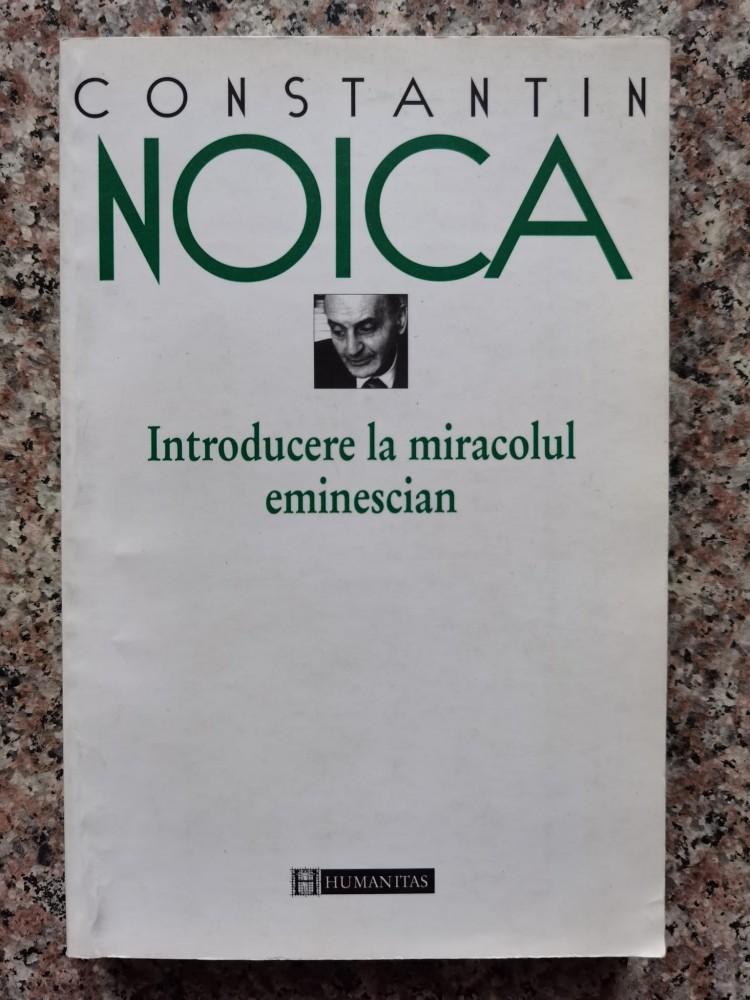 CONSTANTIN
NOICA
Introducere la miracolul
eminescian
H HUMANITAS